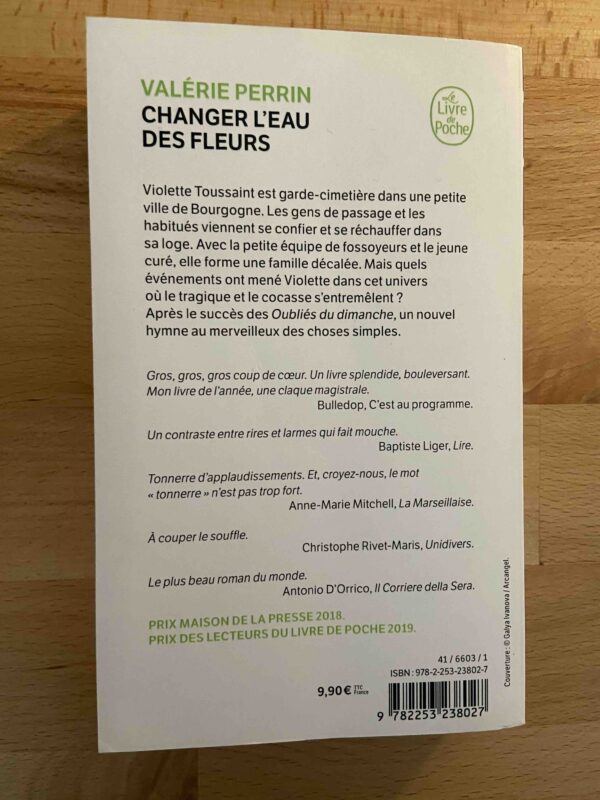 VALÉRIE PERRIN
CHANGER L'EAU
DES FLEURS
Le
Livre
de
Poche
Violette Toussaint est garde-cimetière dans une petite
ville de Bourgogne. Les gens de passage et les
habitués viennent se confier et se réchauffer dans
sa loge. Avec la petite équipe de fossoyeurs et le jeune
curé, elle forme une famille décalée. Mais quels
événements ont mené Violette dans cet univers
où le tragique et le cocasse s'entremêlent ?
Après le succès des Oubliés du dimanche, un nouvel
hymne au merveilleux des choses simples.
Gros, gros, gros coup de cœur. Un livre splendide, bouleversant.
Mon livre de l'année, une claque magistrale.
Bulledop, C'est au programme.
Un contraste entre rires et larmes qui fait mouche.
Baptiste Liger, Lire.
Tonnerre d'applaudissements. Et, croyez-nous, le mot
« tonnerre » n'est pas trop fort.
Anne-Marie Mitchell, La Marseillaise.
À couper le souffle.
Christophe Rivet-Maris, Unidivers.
Le plus beau roman du monde.
Antonio D'Orrico, Il Corriere della Sera.
PRIX MAISON DE LA PRESSE 2018.
PRIX DES LECTEURS DU LIVRE DE POCHE 2019.
Couverture : © Galya Ivanova / Arcangel.
41 / 6603 / 1
ISBN : 978-2-253-23802-7
9,90 € TTC France
9 782253 238027